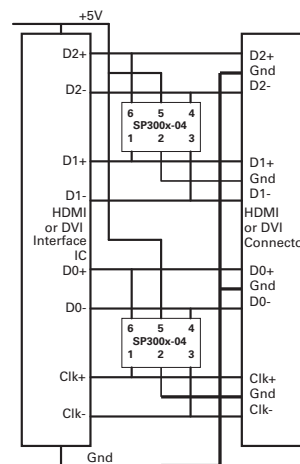 +5V
D2+ D2+
Gnd
D2- D2-
6 5 4
SP300x-04
1 2 3
D1+ D1+
Gnd
D1- D1-
HDMI
or DVI
Interface
IC
HDMI
or DVI
Connector
D0+ D0+
Gnd
D0- D0-
6 5 4
SP300x-04
1 2 3
Clk+ Clk+
Gnd
Clk- Clk-
Gnd